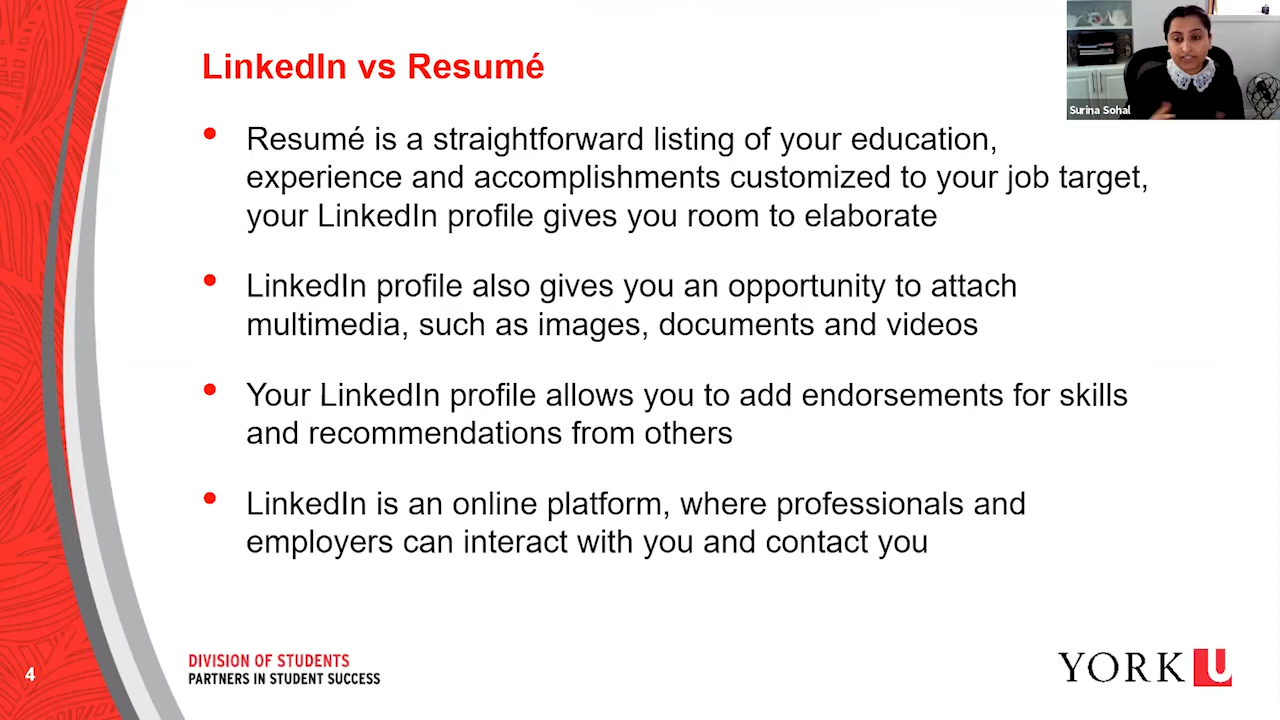 LinkedIn vs Resumé
Surina Sohal
• Resumé is a straightforward listing of your education,
experience and accomplishments customized to your job target,
your LinkedIn profile gives you room to elaborate
• LinkedIn profile also gives you an opportunity to attach
multimedia, such as images, documents and videos
• Your LinkedIn profile allows you to add endorsements for skills
and recommendations from others
• LinkedIn is an online platform, where professionals and
employers can interact with you and contact you
4
DIVISION OF STUDENTS
PARTNERS IN STUDENT SUCCESS
YORK U